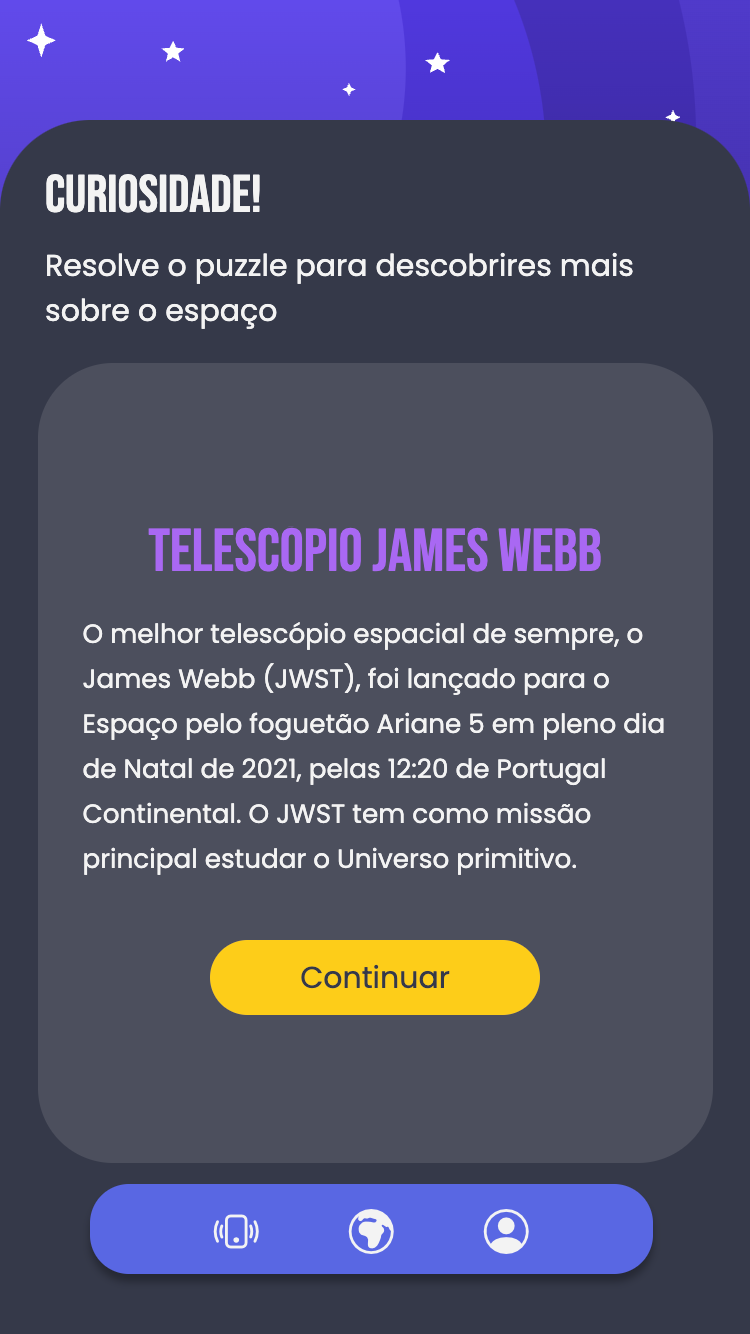 CURIOSIDADE!
Resolve o puzzle para descobrires mais
sobre o espaço
TELESCOPIO JAMES WEBB
O melhor telescópio espacial de sempre, o
James Webb (JWST), foi lançado para o
Espaço pelo foguetão Ariane 5 em pleno dia
de Natal de 2021, pelas 12:20 de Portugal
Continental. O JWST tem como missão
principal estudar o Universo primitivo.
Continuar